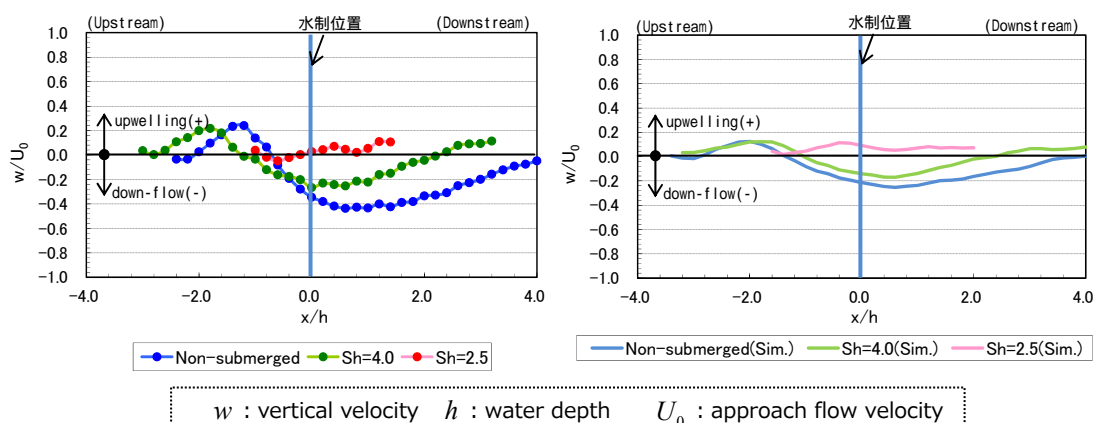 (Upstream) 水制位置 (Downstream)
1.0
0.8
0.6
0.4
0.2
0.0
-0.2
-0.4
-0.6
-0.8
-1.0
w/U0
upwelling(+)
down-flow(-)
-4.0 -2.0 0.0 2.0 4.0
x/h
Non-submerged Sh=4.0 Sh=2.5
(Upstream) 水制位置 (Downstream)
1.0
0.8
0.6
0.4
0.2
0.0
-0.2
-0.4
-0.6
-0.8
-1.0
w/U0
upwelling(+)
down-flow(-)
-4.0 -2.0 0.0 2.0 4.0
x/h
Non-submerged(Sim.) Sh=4.0(Sim.) Sh=2.5(Sim.)
w : vertical velocity h : water depth U0 : approach flow velocity